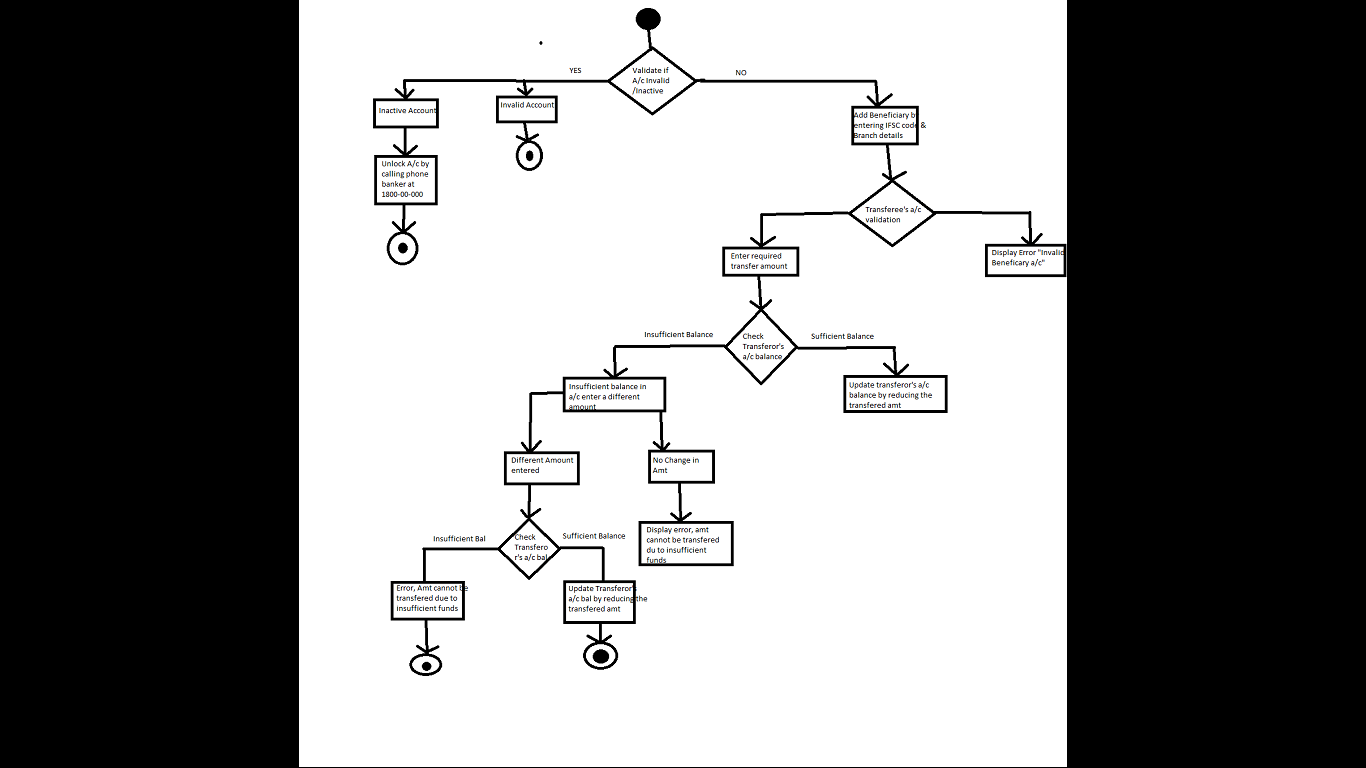 Validate if
A/c Invalid
/Inactive
YES
NO
Inactive Account
Invalid Account
Add Beneficiary by
entering IFSC code &
Branch details
Unlock A/c by
calling phone
banker at
1800-00-000
Transferee's a/c
validation
Enter required
transfer amount
Display Error "Invalid
Beneficary a/c"
Insufficient Balance
Check
Transferor's
a/c balance
Sufficient Balance
Insufficient balance in
a/c enter a different
amount
Update transferor's a/c
balance by reducing the
transfered amt
Different Amount
entered
No Change in
Amt
Insufficient Bal
Check
Transfero
r's a/c bal
Sufficient Balance
Display error, amt
cannot be transfered
du to insufficient
funds
Error, Amt cannot be
transfered due to
insufficient funds
Update Transferor's
a/c bal by reducing the
transfered amt